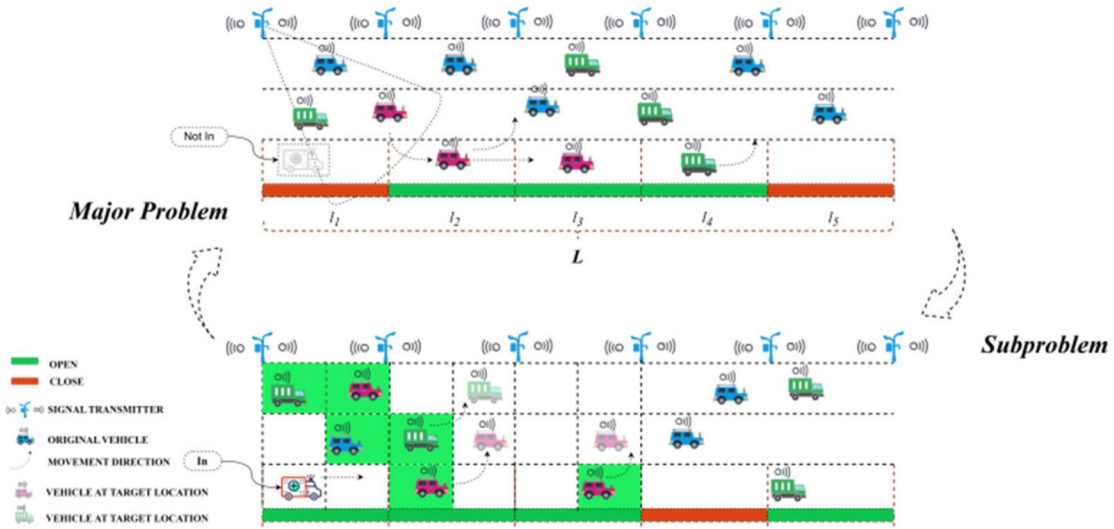 Not In
Major Problem
l1 l2 l3 l4 l5
L
Subproblem
OPEN
CLOSE
SIGNAL TRANSMITTER
ORIGINAL VEHICLE
In
MOVEMENT DIRECTION
VEHICLE AT TARGET LOCATION
VEHICLE AT TARGET LOCATION